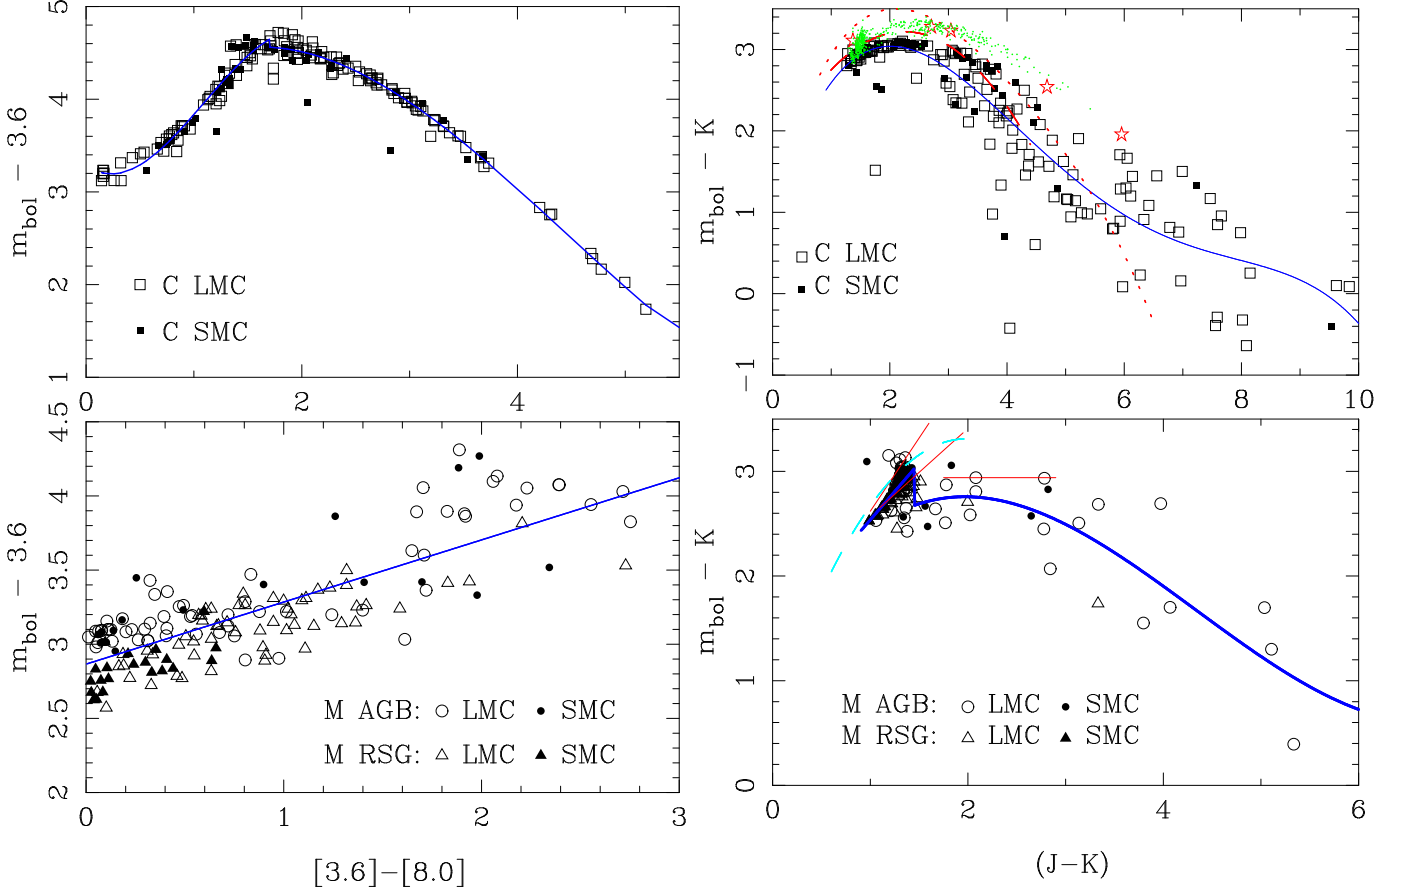 5
4
3
2
1
m_bol − 3.6
C LMC
C SMC
0 2 4
3
2
1
0
−1
m_bol − K
C LMC
C SMC
0 2 4 6 8 10
4.5
4
3.5
3
2.5
2
m_bol − 3.6
M AGB: LMC SMC
M RSG: LMC SMC
0 1 2 3
[3.6]−[8.0]
3
2
1
0
m_bol − K
M AGB: LMC SMC
M RSG: LMC SMC
0 2 4 6
(J−K)